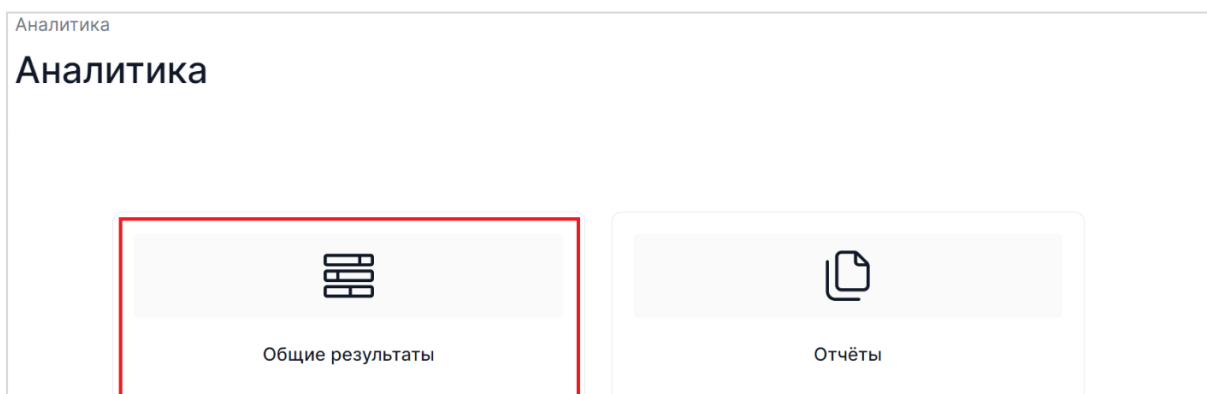 Аналитика
Аналитика
Общие результаты
Отчёты